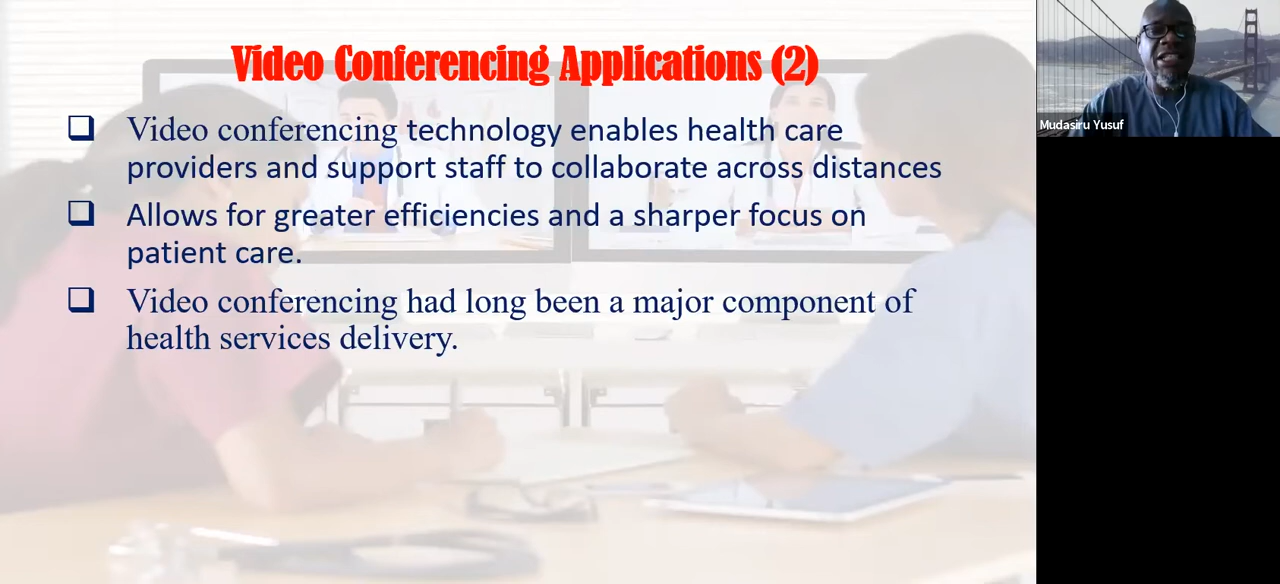 Video Conferencing Applications (2)
❑ Video conferencing technology enables health care
providers and support staff to collaborate across distances
❑ Allows for greater efficiencies and a sharper focus on
patient care.
❑ Video conferencing had long been a major component of
health services delivery.
Mudasiru Yusuf